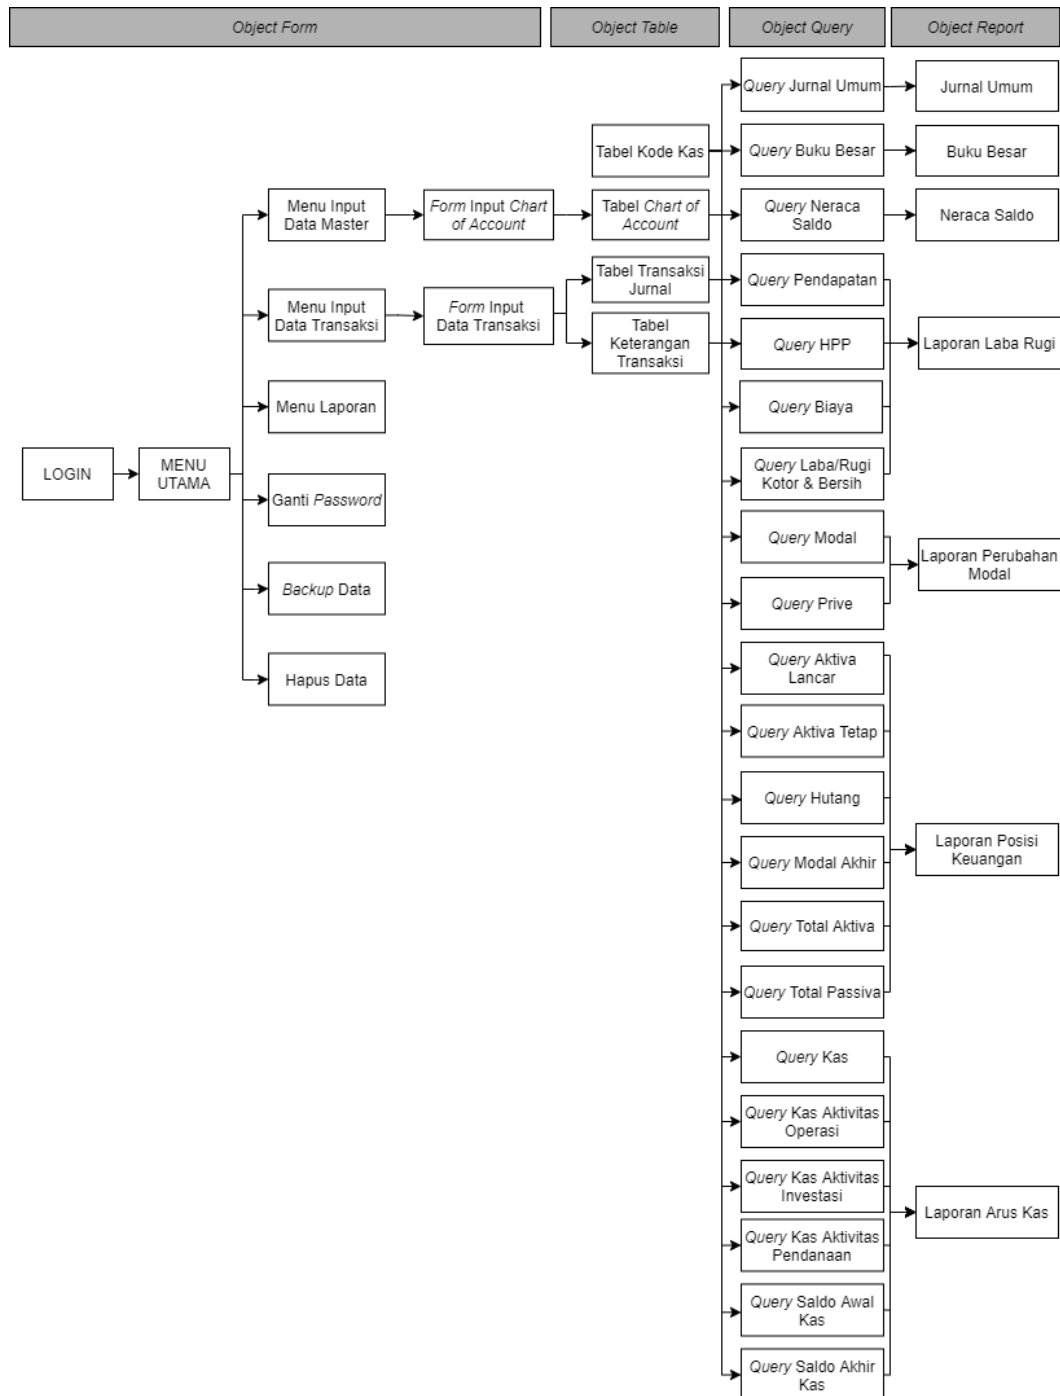 Object Form
Object Table
Object Query
Object Report
Query Jurnal Umum
Jurnal Umum
Tabel Kode Kas
Query Buku Besar
Buku Besar
Menu Input
Data Master
Form Input Chart
of Account
Tabel Chart of
Account
Query Neraca
Saldo
Neraca Saldo
Menu Input
Data Transaksi
Form Input
Data Transaksi
Tabel Transaksi
Jurnal
Query Pendapatan
Tabel
Keterangan
Transaksi
Query HPP
Laporan Laba Rugi
Menu Laporan
Query Biaya
LOGIN
MENU
UTAMA
Query Laba/Rugi
Kotor & Bersih
Ganti Password
Query Modal
Laporan Perubahan
Modal
Backup Data
Query Prive
Hapus Data
Query Aktiva
Lancar
Query Aktiva Tetap
Query Hutang
Laporan Posisi
Keuangan
Query Modal Akhir
Query Total Aktiva
Query Total Passiva
Query Kas
Query Kas Aktivitas
Operasi
Query Kas Aktivitas
Investasi
Laporan Arus Kas
Query Kas Aktivitas
Pendanaan
Query Saldo Awal
Kas
Query Saldo Akhir
Kas